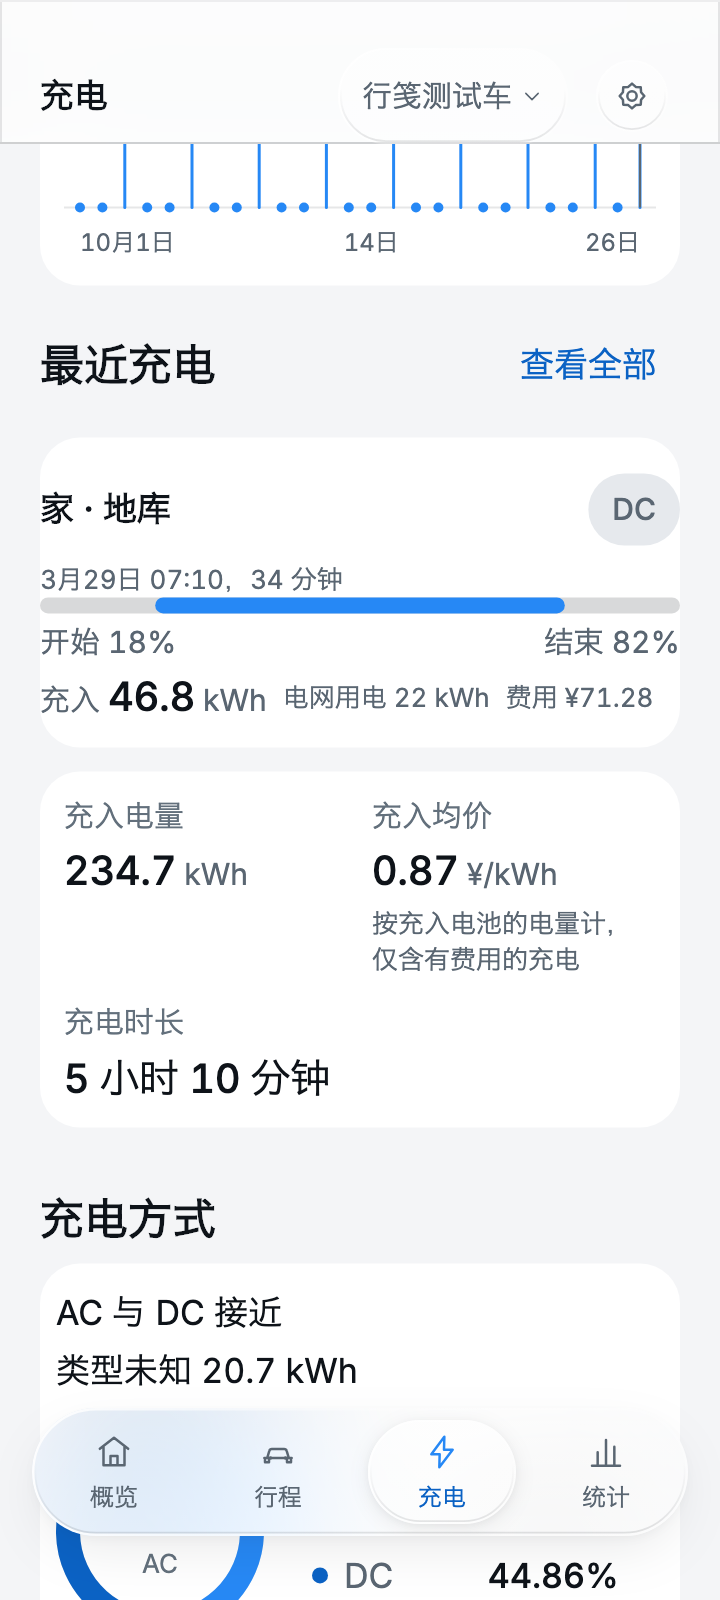 充电
行笺测试车
10月1日 14日 26日
最近充电
查看全部
家 · 地库
DC
3月29日 07:10，34 分钟
开始 18%
结束 82%
充入 46.8 kWh 电网用电 22 kWh 费用 ¥71.28
充入电量
234.7 kWh
充入均价
0.87 ¥/kWh
按充入电池的电量计，
仅含有费用的充电
充电时长
5 小时 10 分钟
充电方式
AC 与 DC 接近
类型未知 20.7 kWh
AC
DC 44.86%
概览
行程
充电
统计